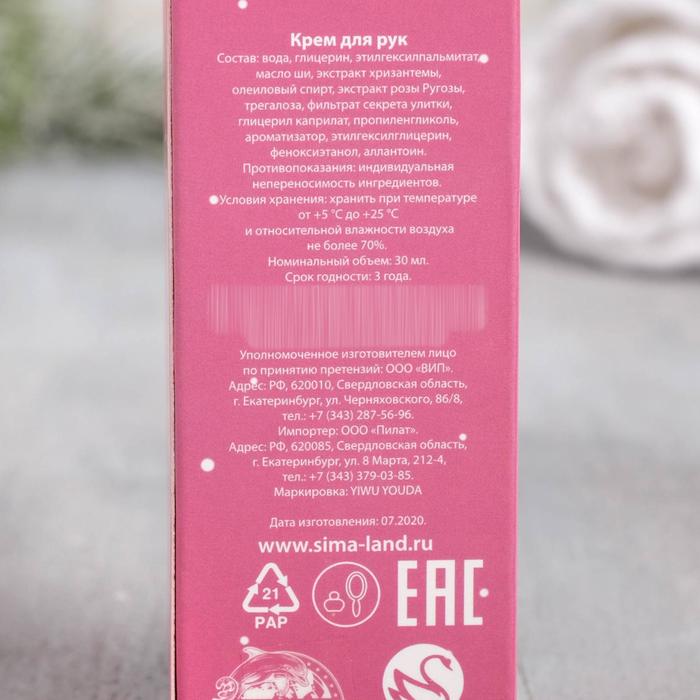 Крем для рук
Состав: вода, глицерин, этилгексилпальмитат,
масло ши, экстракт хризантемы,
олеиловый спирт, экстракт розы Ругозы,
трегалоза, фильтрат секрета улитки,
глицерил каприлат, пропиленгликоль,
ароматизатор, этилгексилглицерин,
феноксиэтанол, аллантоин.
Противопоказания: индивидуальная
непереносимость ингредиентов.
Условия хранения: хранить при температуре
от +5 °С до +25 °С
и относительной влажности воздуха
не более 70%.
Номинальный объем: 30 мл.
Срок годности: 3 года.
Уполномоченное изготовителем лицо
по принятию претензий: ООО «ВИП».
Адрес: РФ, 620010, Свердловская область,
г. Екатеринбург, ул. Черняховского, 86/8,
тел.: +7 (343) 287-56-96.
Импортер: ООО «Пилат».
Адрес: РФ, 620085, Свердловская область,
г. Екатеринбург, ул. 8 Марта, 212-4,
тел.: +7 (343) 379-03-85.
Маркировка: YIWU YOUDA
Дата изготовления: 07.2020.
www.sima-land.ru
21
PAP
EAC